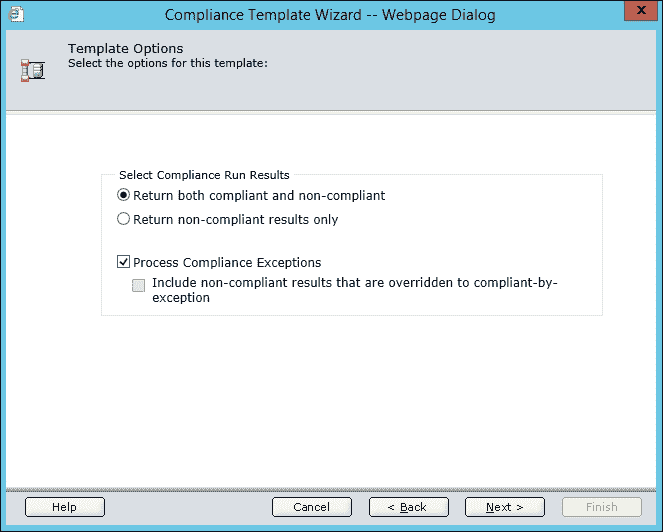 Compliance Template Wizard -- Webpage Dialog
x
Template Options
Select the options for this template:
Select Compliance Run Results
Return both compliant and non-compliant
Return non-compliant results only
Process Compliance Exceptions
Include non-compliant results that are overridden to compliant-by-
exception
Help
Cancel
< Back
Next >
Finish